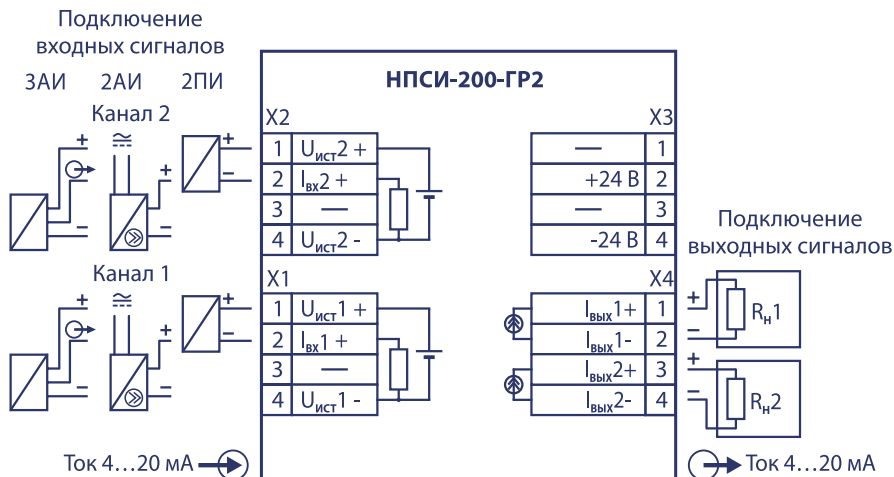 Подключение
входных сигналов
3АИ 2АИ 2ПИ
Канал 2
НПСИ-200-ГР2
X2
1 Uист2 +
2 Iвх2 +
3 —
4 Uист2 -
Канал 1
X1
1 Uист1 +
2 Iвх1 +
3 —
4 Uист1 -
Ток 4...20 мА
X3
— 1
+24 В 2
— 3
-24 В 4
X4
Iвых1+ 1
Iвых1- 2
Iвых2+ 3
Iвых2- 4
Подключение
выходных сигналов
+ Rн1
-
+ Rн2
-
Ток 4...20 мА